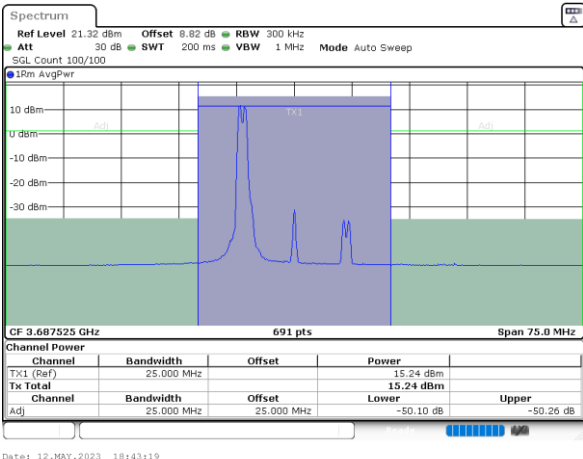 Spectrum
Ref Level 21.32 dBm Offset 8.82 dB RBW 300 kHz
Att 30 dB SWT 200 ms VBW 1 MHz Mode Auto Sweep
SGL Count 100/100
1Rm AvgPwr
10 dBm
TX1
Adj Adj
0 dBm
-10 dBm
-20 dBm
-30 dBm
CF 3.687525 GHz 691 pts Span 75.0 MHz
Channel Power
Channel Bandwidth Offset Power
TX1 (Ref) 25.000 MHz 15.24 dBm
Tx Total 15.24 dBm
Channel Bandwidth Offset Lower Upper
Adj 25.000 MHz 25.000 MHz -50.10 dB -50.26 dB
Date: 12.MAY.2023 18:43:19